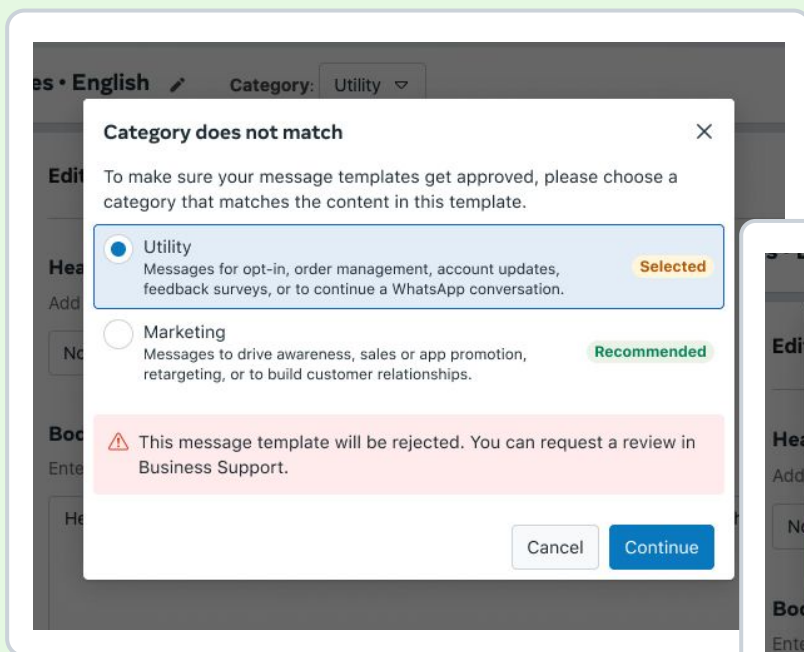 es • English Category: Utility
Category does not match
To make sure your message templates get approved, please choose a
category that matches the content in this template.
Utility
Messages for opt-in, order management, account updates,
feedback surveys, or to continue a WhatsApp conversation.
Selected
Marketing
Messages to drive awareness, sales or app promotion,
retargeting, or to build customer relationships.
Recommended
This message template will be rejected. You can request a review in
Business Support.
Cancel
Continue
Edit
Hea
Add
No
Bod
Ente
He
Edi
Hea
Add
N
Boo
Ente